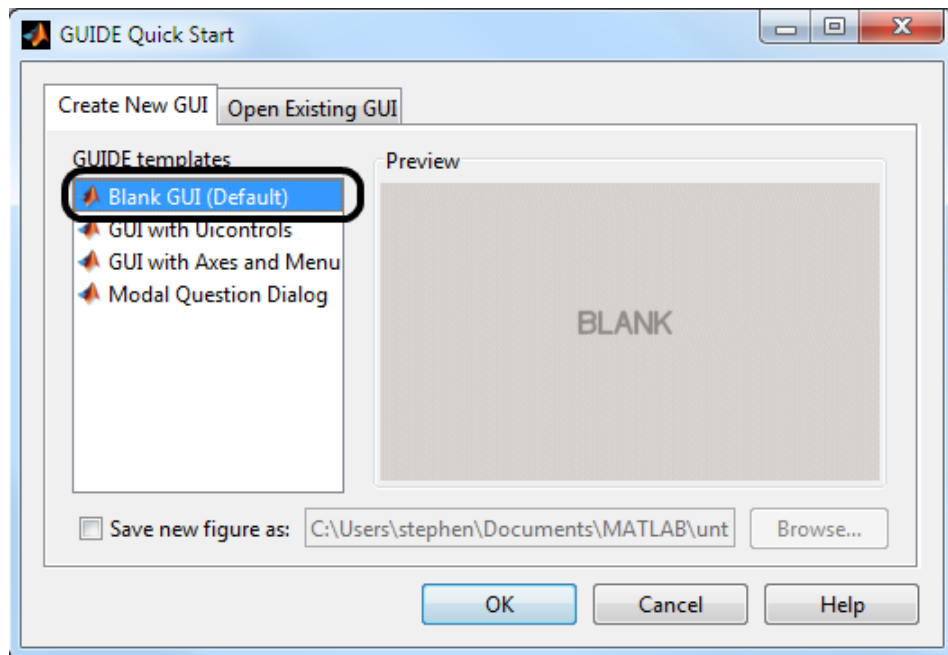 GUIDE Quick Start
Create New GUI
Open Existing GUI
GUIDE templates
Preview
Blank GUI (Default)
GUI with Uicontrols
GUI with Axes and Menu
Modal Question Dialog
BLANK
Save new figure as:
C:\Users\stephen\Documents\MATLAB\unt
Browse...
OK
Cancel
Help